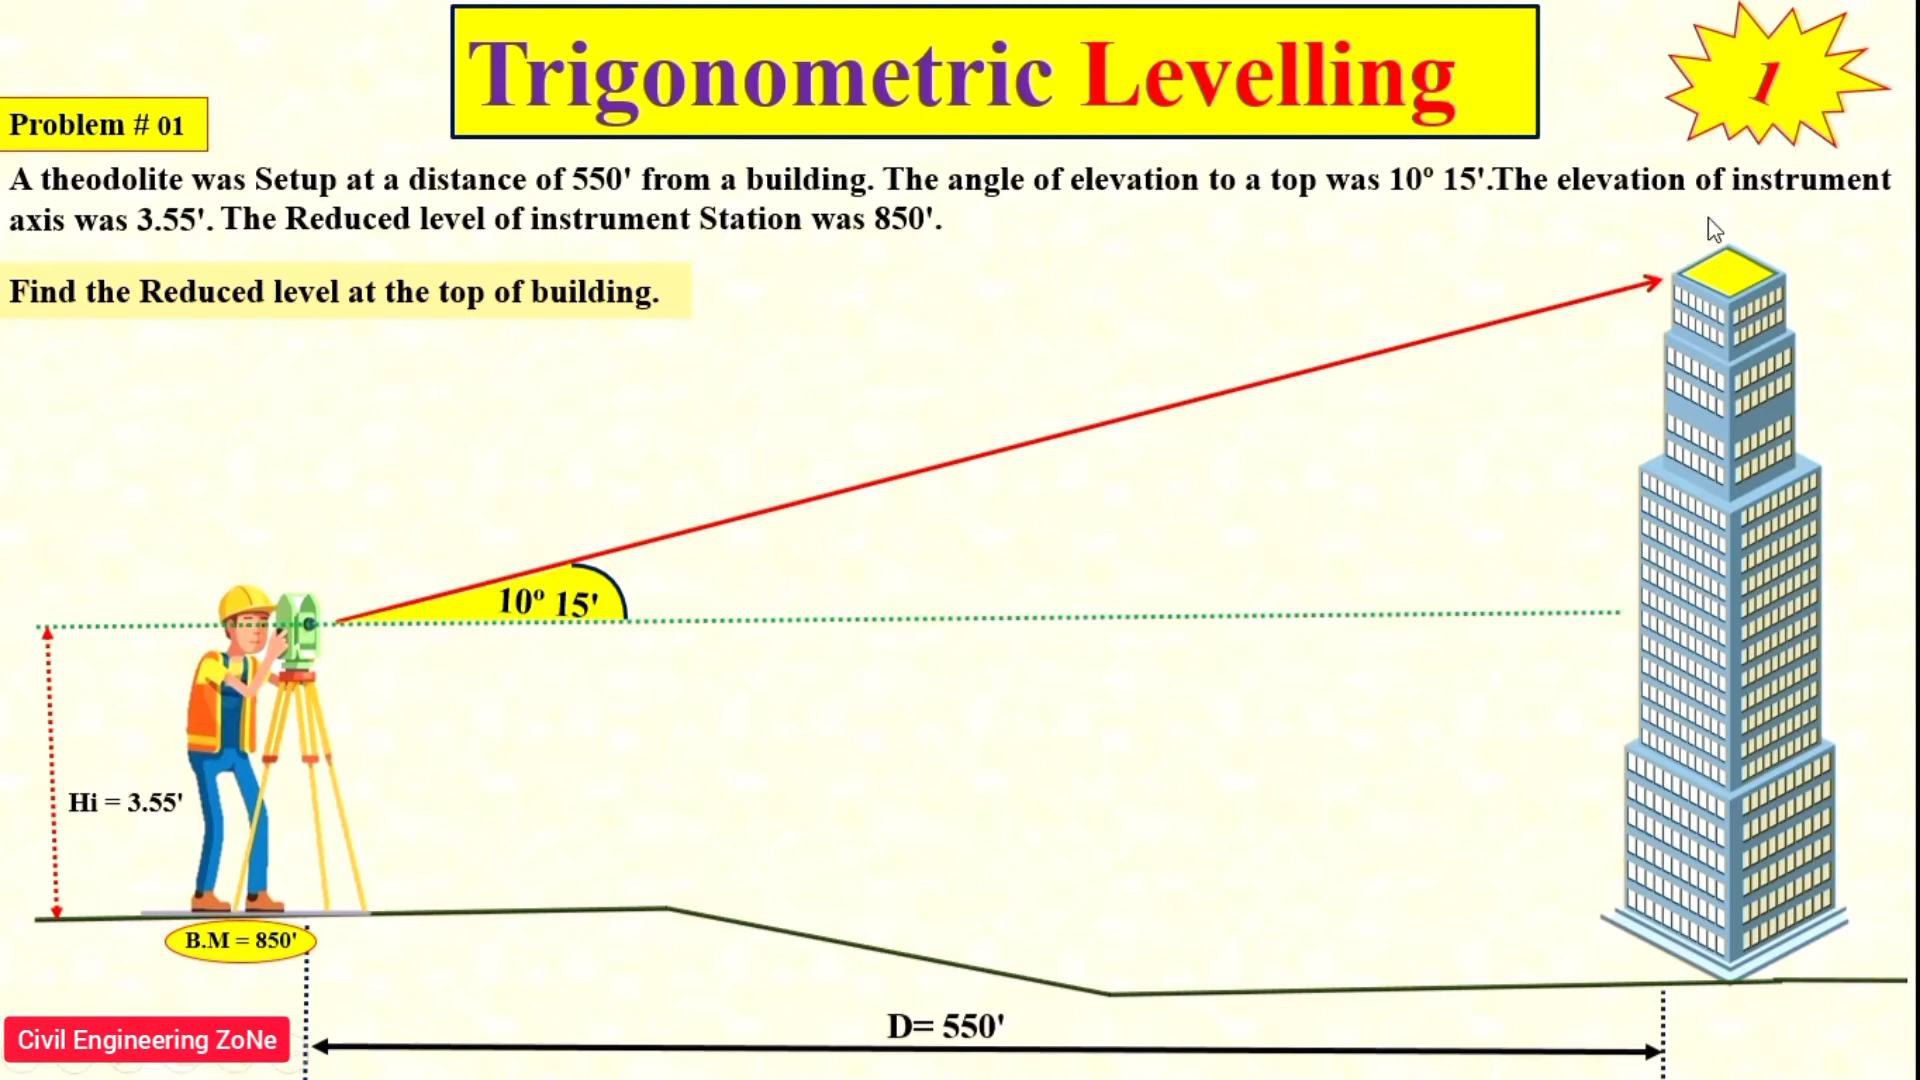 Trigonometric Levelling
1
Problem # 01
A theodolite was Setup at a distance of 550' from a building. The angle of elevation to a top was 10º 15'.The elevation of instrument
axis was 3.55'. The Reduced level of instrument Station was 850'.
Find the Reduced level at the top of building.
10º 15'
Hi = 3.55'
B.M = 850'
D= 550'
Civil Engineering ZoNe